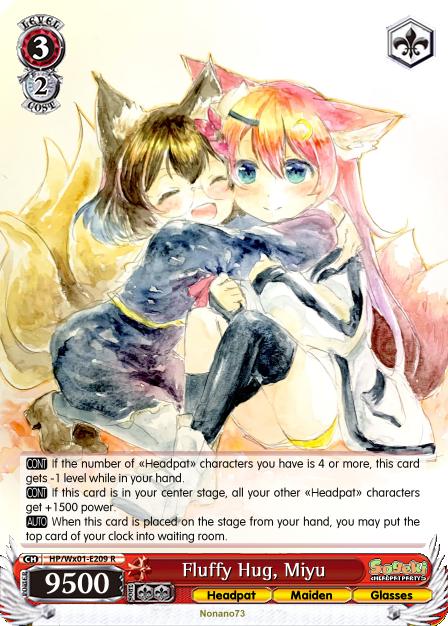 LEVEL
3
2
COST
CONT If the number of «Headpat» characters you have is 4 or more, this card
gets -1 level while in your hand.
CONT If this card is in your center stage, all your other «Headpat» characters
get +1500 power.
AUTO When this card is placed on the stage from your hand, you may put the
top card of your clock into waiting room.
CH HP/Wx01-E209 R
POWER 9500 SOUL
Fluffy Hug, Miyu
HEADPAT PARTY
Headpat Maiden Glasses
Nonano73